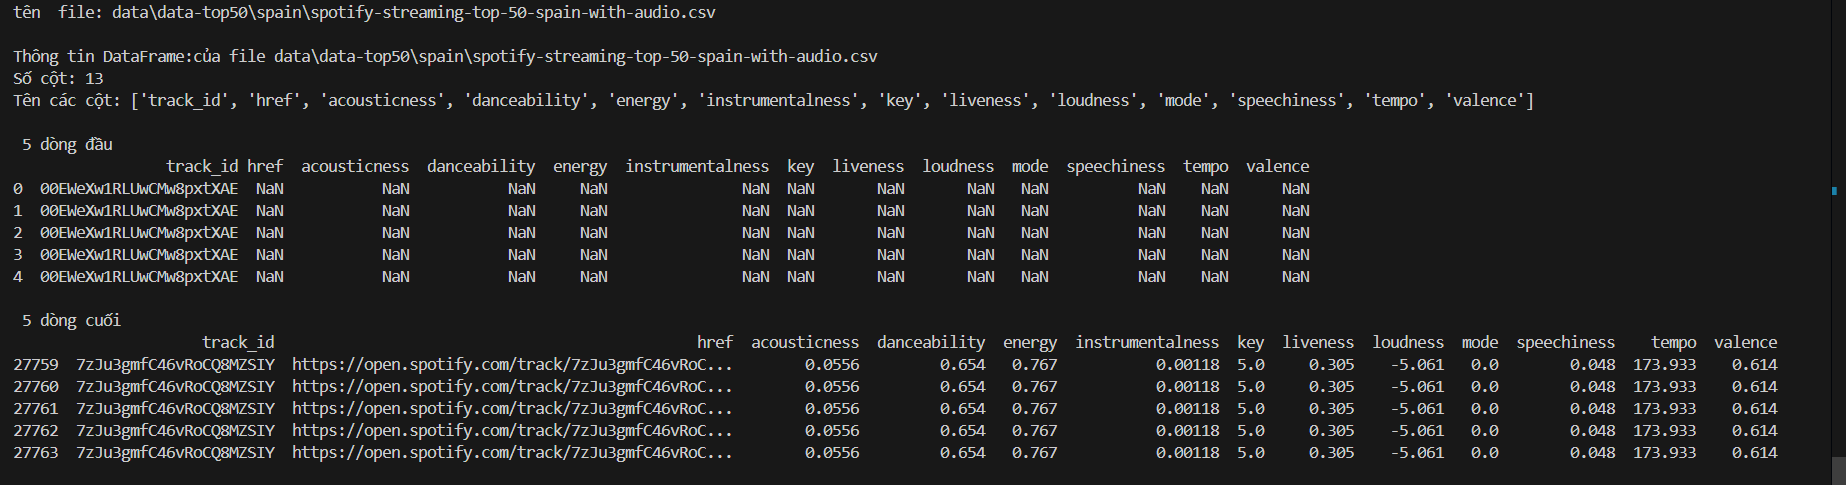 tên  file: data\data-top50\spain\spotify-streaming-top-50-spain-with-audio.csv
Thông tin DataFrame:của file data\data-top50\spain\spotify-streaming-top-50-spain-with-audio.csv
Số cột: 13
Tên các cột: ['track_id', 'href', 'acousticness', 'danceability', 'energy', 'instrumentalness', 'key', 'liveness', 'loudness', 'mode', 'speechiness', 'tempo', 'valence']
5 dòng đầu
track_id href acousticness danceability energy instrumentalness key liveness loudness mode speechiness tempo valence
0 00EWeXw1RLUwCMw8pxtXAE NaN NaN NaN NaN NaN NaN NaN NaN NaN NaN NaN NaN
1 00EWeXw1RLUwCMw8pxtXAE NaN NaN NaN NaN NaN NaN NaN NaN NaN NaN NaN NaN
2 00EWeXw1RLUwCMw8pxtXAE NaN NaN NaN NaN NaN NaN NaN NaN NaN NaN NaN NaN
3 00EWeXw1RLUwCMw8pxtXAE NaN NaN NaN NaN NaN NaN NaN NaN NaN NaN NaN NaN
4 00EWeXw1RLUwCMw8pxtXAE NaN NaN NaN NaN NaN NaN NaN NaN NaN NaN NaN NaN
5 dòng cuối
track_id href acousticness danceability energy instrumentalness key liveness loudness mode speechiness tempo valence
27759 7zJu3gmfC46vRoCQ8MZSIY https://open.spotify.com/track/7zJu3gmfC46vRoC... 0.0556 0.654 0.767 0.00118 5.0 0.305 -5.061 0.0 0.048 173.933 0.614
27760 7zJu3gmfC46vRoCQ8MZSIY https://open.spotify.com/track/7zJu3gmfC46vRoC... 0.0556 0.654 0.767 0.00118 5.0 0.305 -5.061 0.0 0.048 173.933 0.614
27761 7zJu3gmfC46vRoCQ8MZSIY https://open.spotify.com/track/7zJu3gmfC46vRoC... 0.0556 0.654 0.767 0.00118 5.0 0.305 -5.061 0.0 0.048 173.933 0.614
27762 7zJu3gmfC46vRoCQ8MZSIY https://open.spotify.com/track/7zJu3gmfC46vRoC... 0.0556 0.654 0.767 0.00118 5.0 0.305 -5.061 0.0 0.048 173.933 0.614
27763 7zJu3gmfC46vRoCQ8MZSIY https://open.spotify.com/track/7zJu3gmfC46vRoC... 0.0556 0.654 0.767 0.00118 5.0 0.305 -5.061 0.0 0.048 173.933 0.614